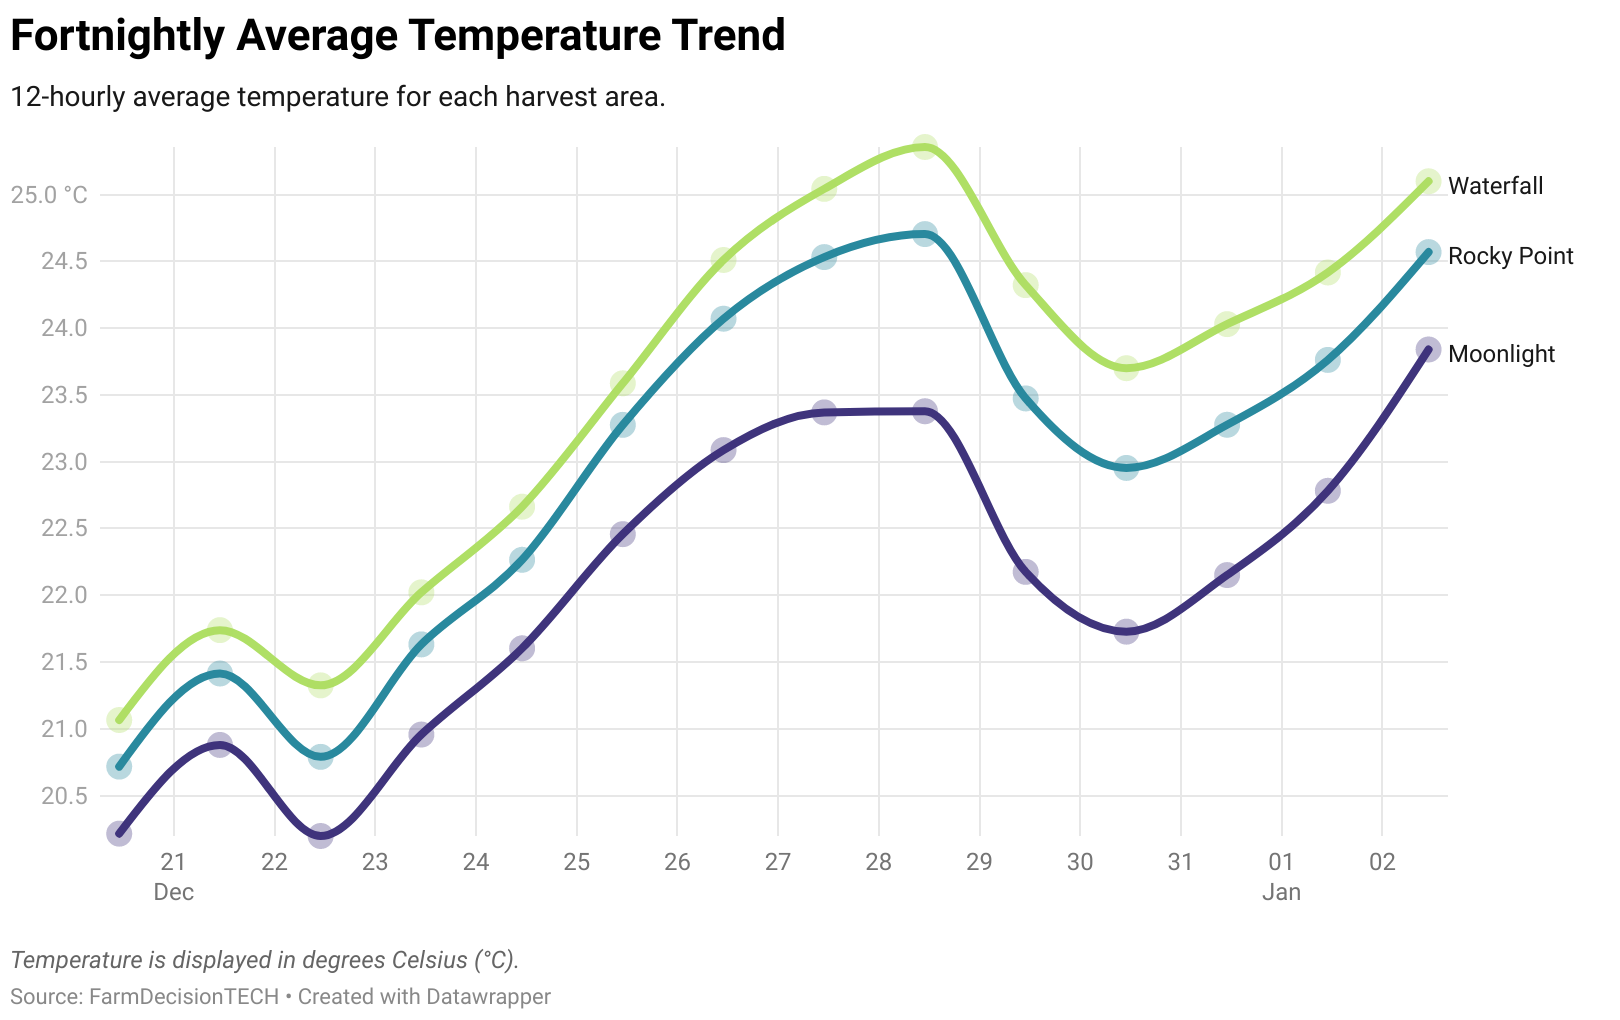 Fortnightly Average Temperature Trend
12-hourly average temperature for each harvest area.
25.0 °C
24.5
24.0
23.5
23.0
22.5
22.0
21.5
21.0
20.5
Waterfall
Rocky Point
Moonlight
21 22 23 24 25 26 27 28 29 30 31 01 02
Dec Jan
Temperature is displayed in degrees Celsius (°C).
Source: FarmDecisionTECH • Created with Datawrapper